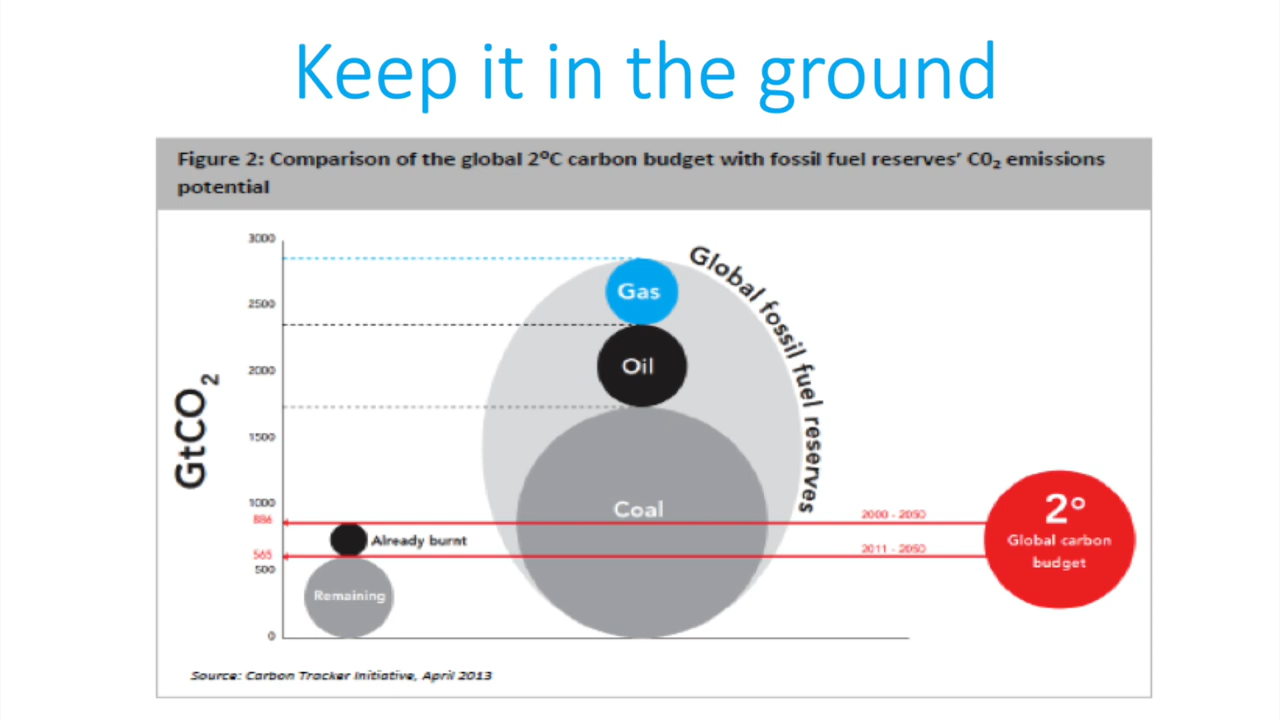 Keep it in the ground
Figure 2: Comparison of the global 2°C carbon budget with fossil fuel reserves’ C0₂ emissions
potential
GtCO₂
3000
2500
2000
1500
1000
886
565
500
0
Gas
Oil
Coal
Global fossil fuel reserves
Already burnt
Remaining
2000 - 2050
2011 - 2050
2°
Global carbon
budget
Source: Carbon Tracker Initiative, April 2013